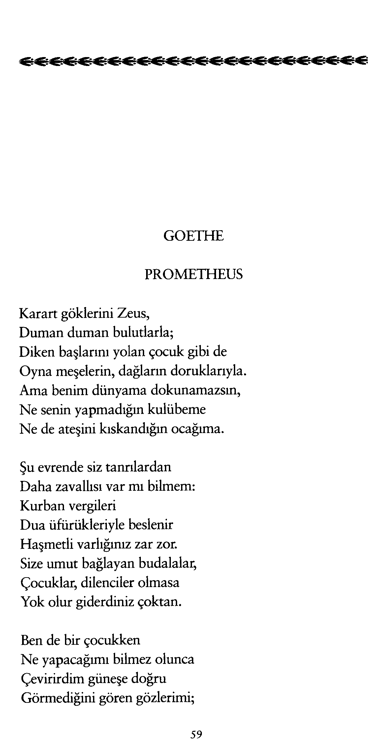 GOETHE
PROMETHEUS
Karart göklerini Zeus,
Duman duman bulutlarla;
Diken başlarını yolan çocuk gibi de
Oyna meşelerin, dağların doruklarıyla.
Ama benim dünyama dokunamazsın,
Ne senin yapmadığın kulübeme
Ne de ateşini kıskandığın ocağıma.
Şu evrende siz tanrılardan
Daha zavallısı var mı bilmem:
Kurban vergileri
Dua üfürükleriyle beslenir
Haşmetli varlığınız zar zor.
Size umut bağlayan budalalar,
Çocuklar, dilenciler olmasa
Yok olur giderdiniz çoktan.
Ben de bir çocukken
Ne yapacağımı bilmez olunca
Çevirirdim güneşe doğru
Görmediğini gören gözlerimi;
59